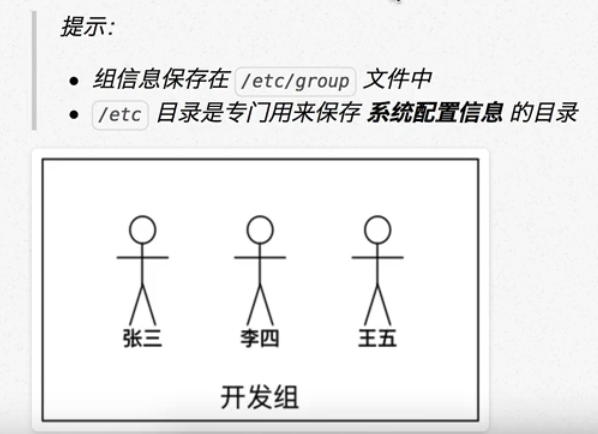 提示：
组信息保存在 /etc/group 文件中
/etc 目录是专门用来保存 系统配置信息 的目录
张三 李四 王五
开发组